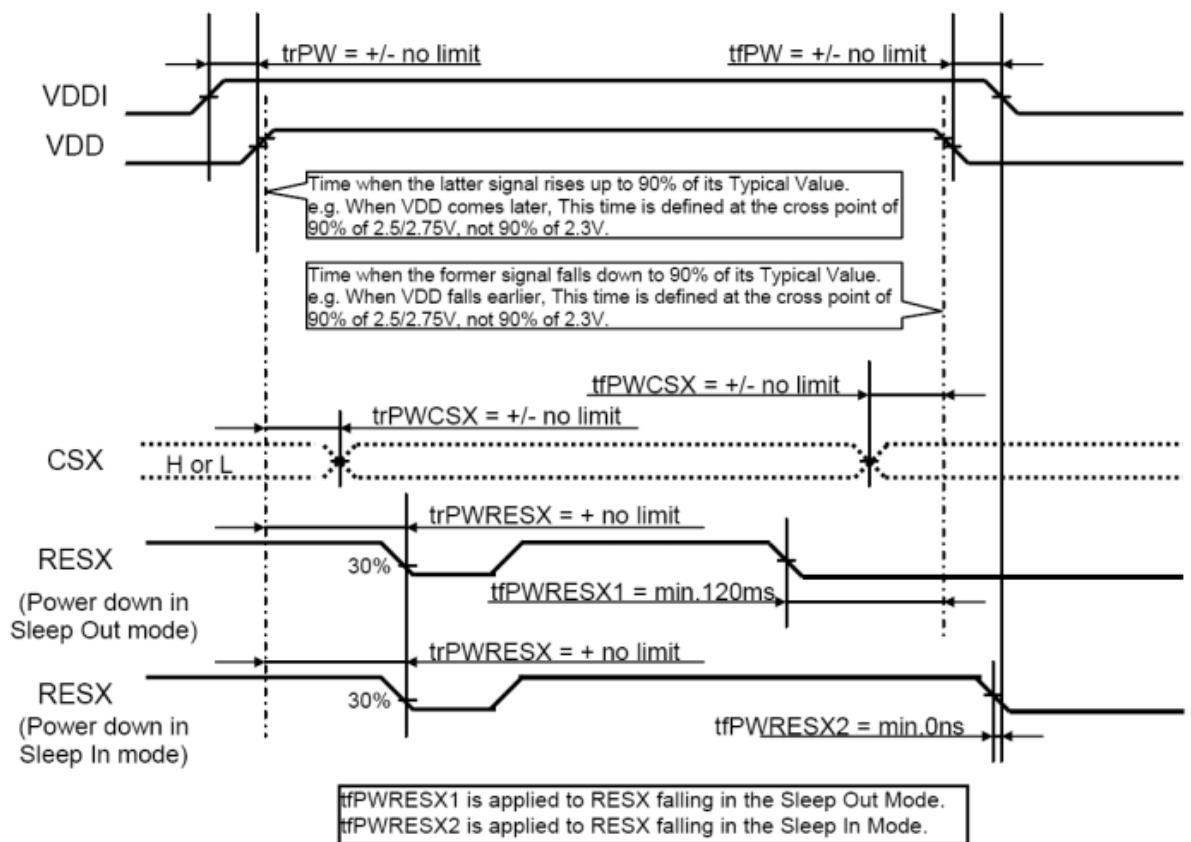 trPW = +/- no limit
tfPW = +/- no limit
VDDI
VDD
Time when the latter signal rises up to 90% of its Typical Value.
e.g. When VDD comes later, This time is defined at the cross point of
90% of 2.5/2.75V, not 90% of 2.3V.
Time when the former signal falls down to 90% of its Typical Value.
e.g. When VDD falls earlier, This time is defined at the cross point of
90% of 2.5/2.75V, not 90% of 2.3V.
tfPWCSX = +/- no limit
trPWCSX = +/- no limit
CSX
H or L
trPWRESX = + no limit
RESX
30%
(Power down in
Sleep Out mode)
tfPWRESX1 = min.120ms
trPWRESX = + no limit
RESX
30%
(Power down in
Sleep In mode)
tfPWRESX2 = min.0ns
tfPWRESX1 is applied to RESX falling in the Sleep Out Mode.
tfPWRESX2 is applied to RESX falling in the Sleep In Mode.